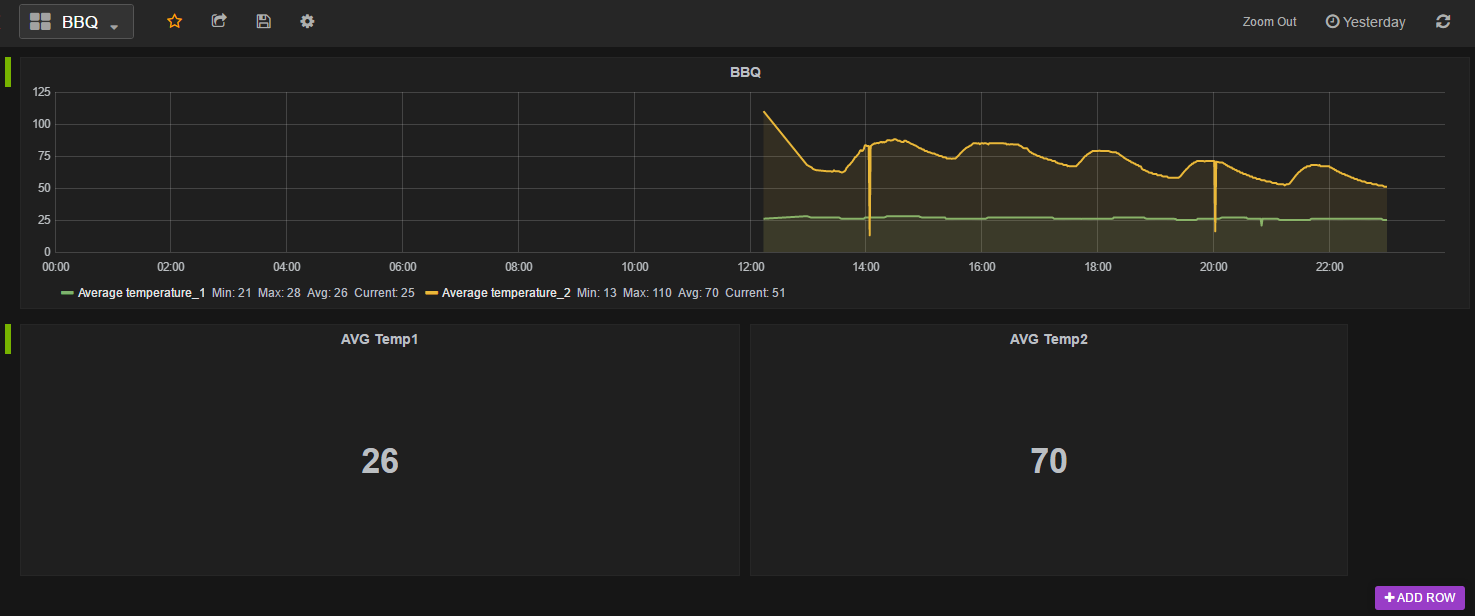 BBQ
Zoom Out
Yesterday
BBQ
125
100
75
50
25
0
00:00 02:00 04:00 06:00 08:00 10:00 12:00 14:00 16:00 18:00 20:00 22:00
Average temperature_1 Min: 21 Max: 28 Avg: 26 Current: 25 Average temperature_2 Min: 13 Max: 110 Avg: 70 Current: 51
AVG Temp1
26
AVG Temp2
70
ADD ROW